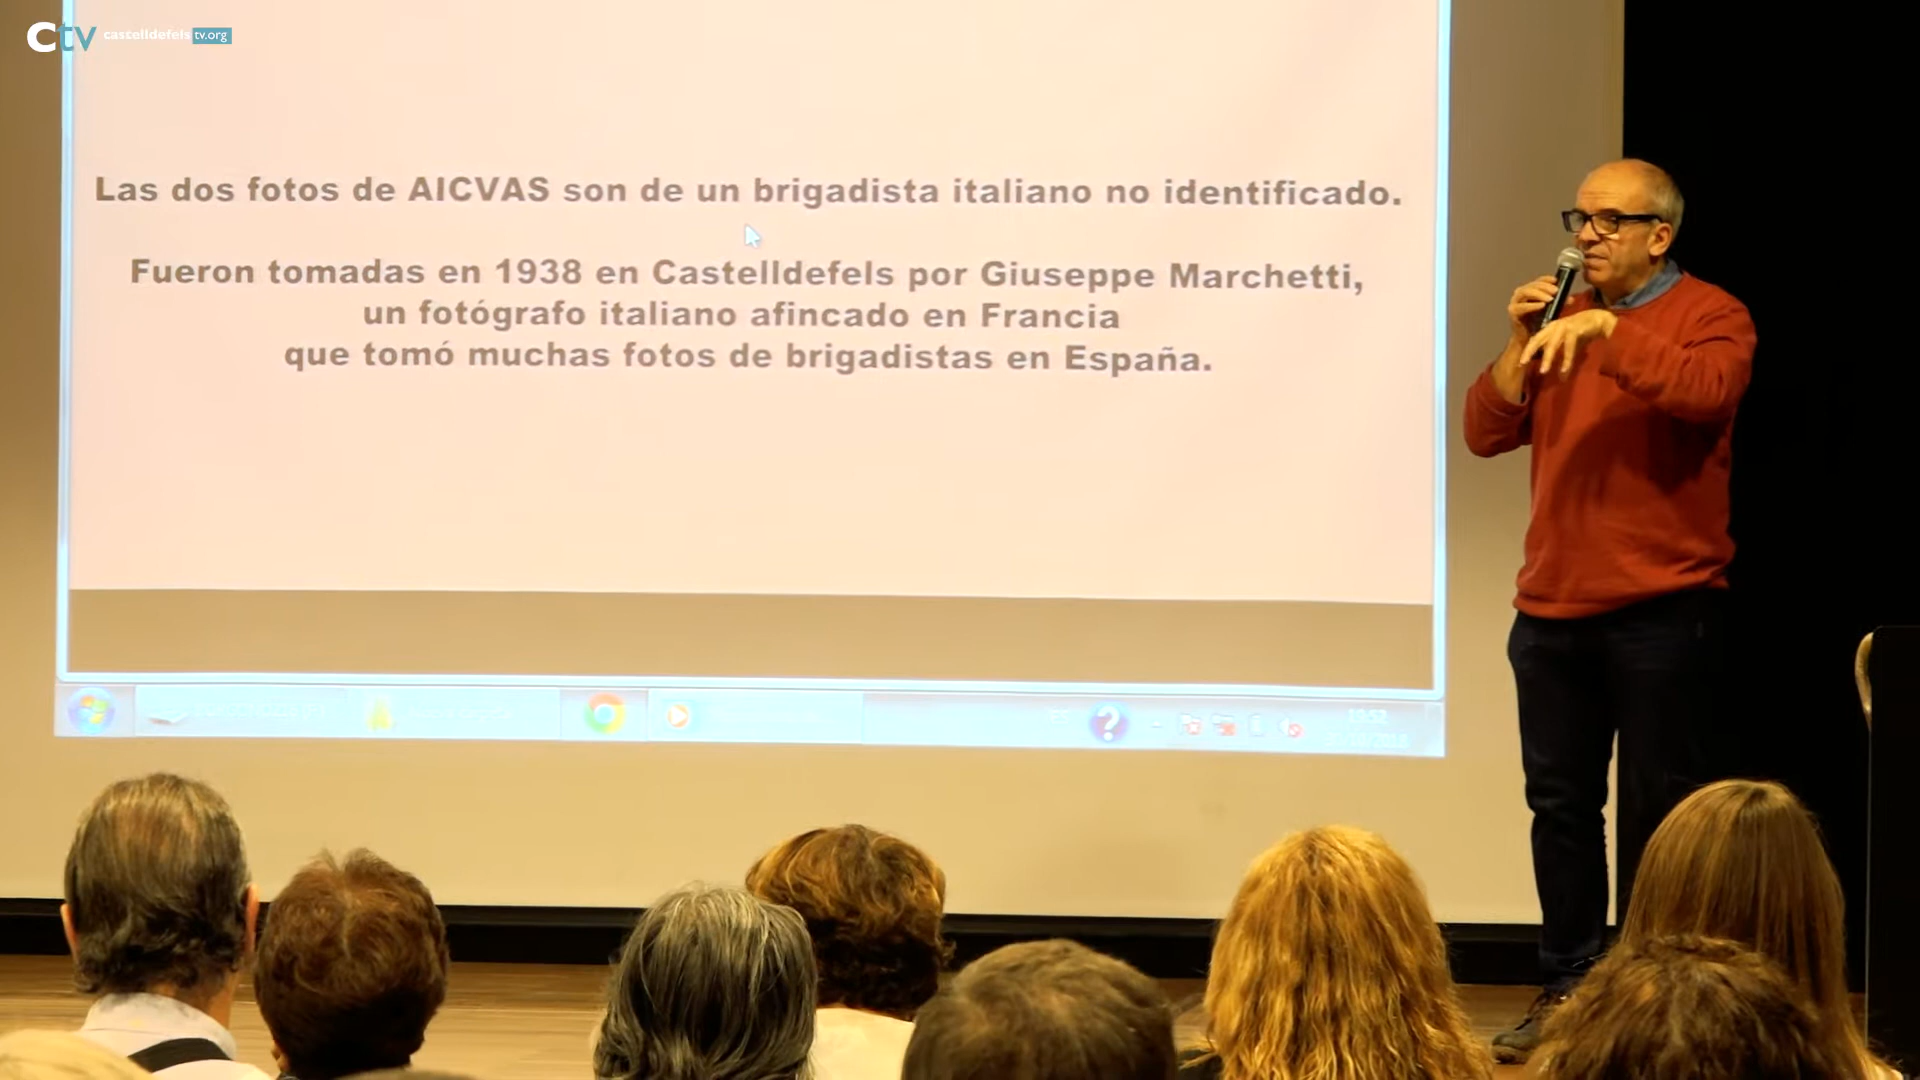 Ctv castelldefels tv.org
Las dos fotos de AICVAS son de un brigadista italiano no identificado.
Fueron tomadas en 1938 en Castelldefels por Giuseppe Marchetti,
un fotógrafo italiano afincado en Francia
que tomó muchas fotos de brigadistas en España.